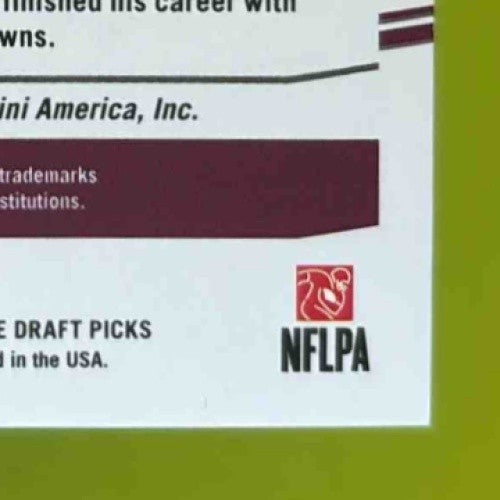 finished his career with
wns.
ini America, Inc.
trademarks
stitutions.
E DRAFT PICKS
d in the USA.
NFLPA